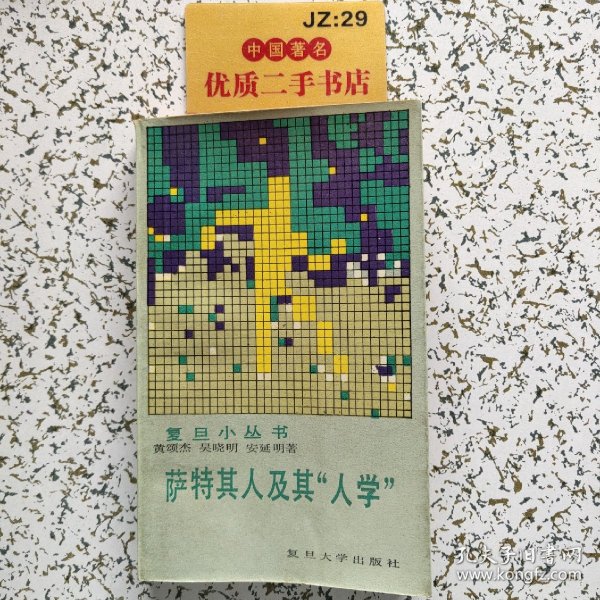 JZ:29
中国著名
优质二手书店
复旦小丛书
黄颂杰 吴晓明 安延明著
萨特其人及其“人学”
复旦大学出版社
孔夫子旧书网
www.kongfz.com